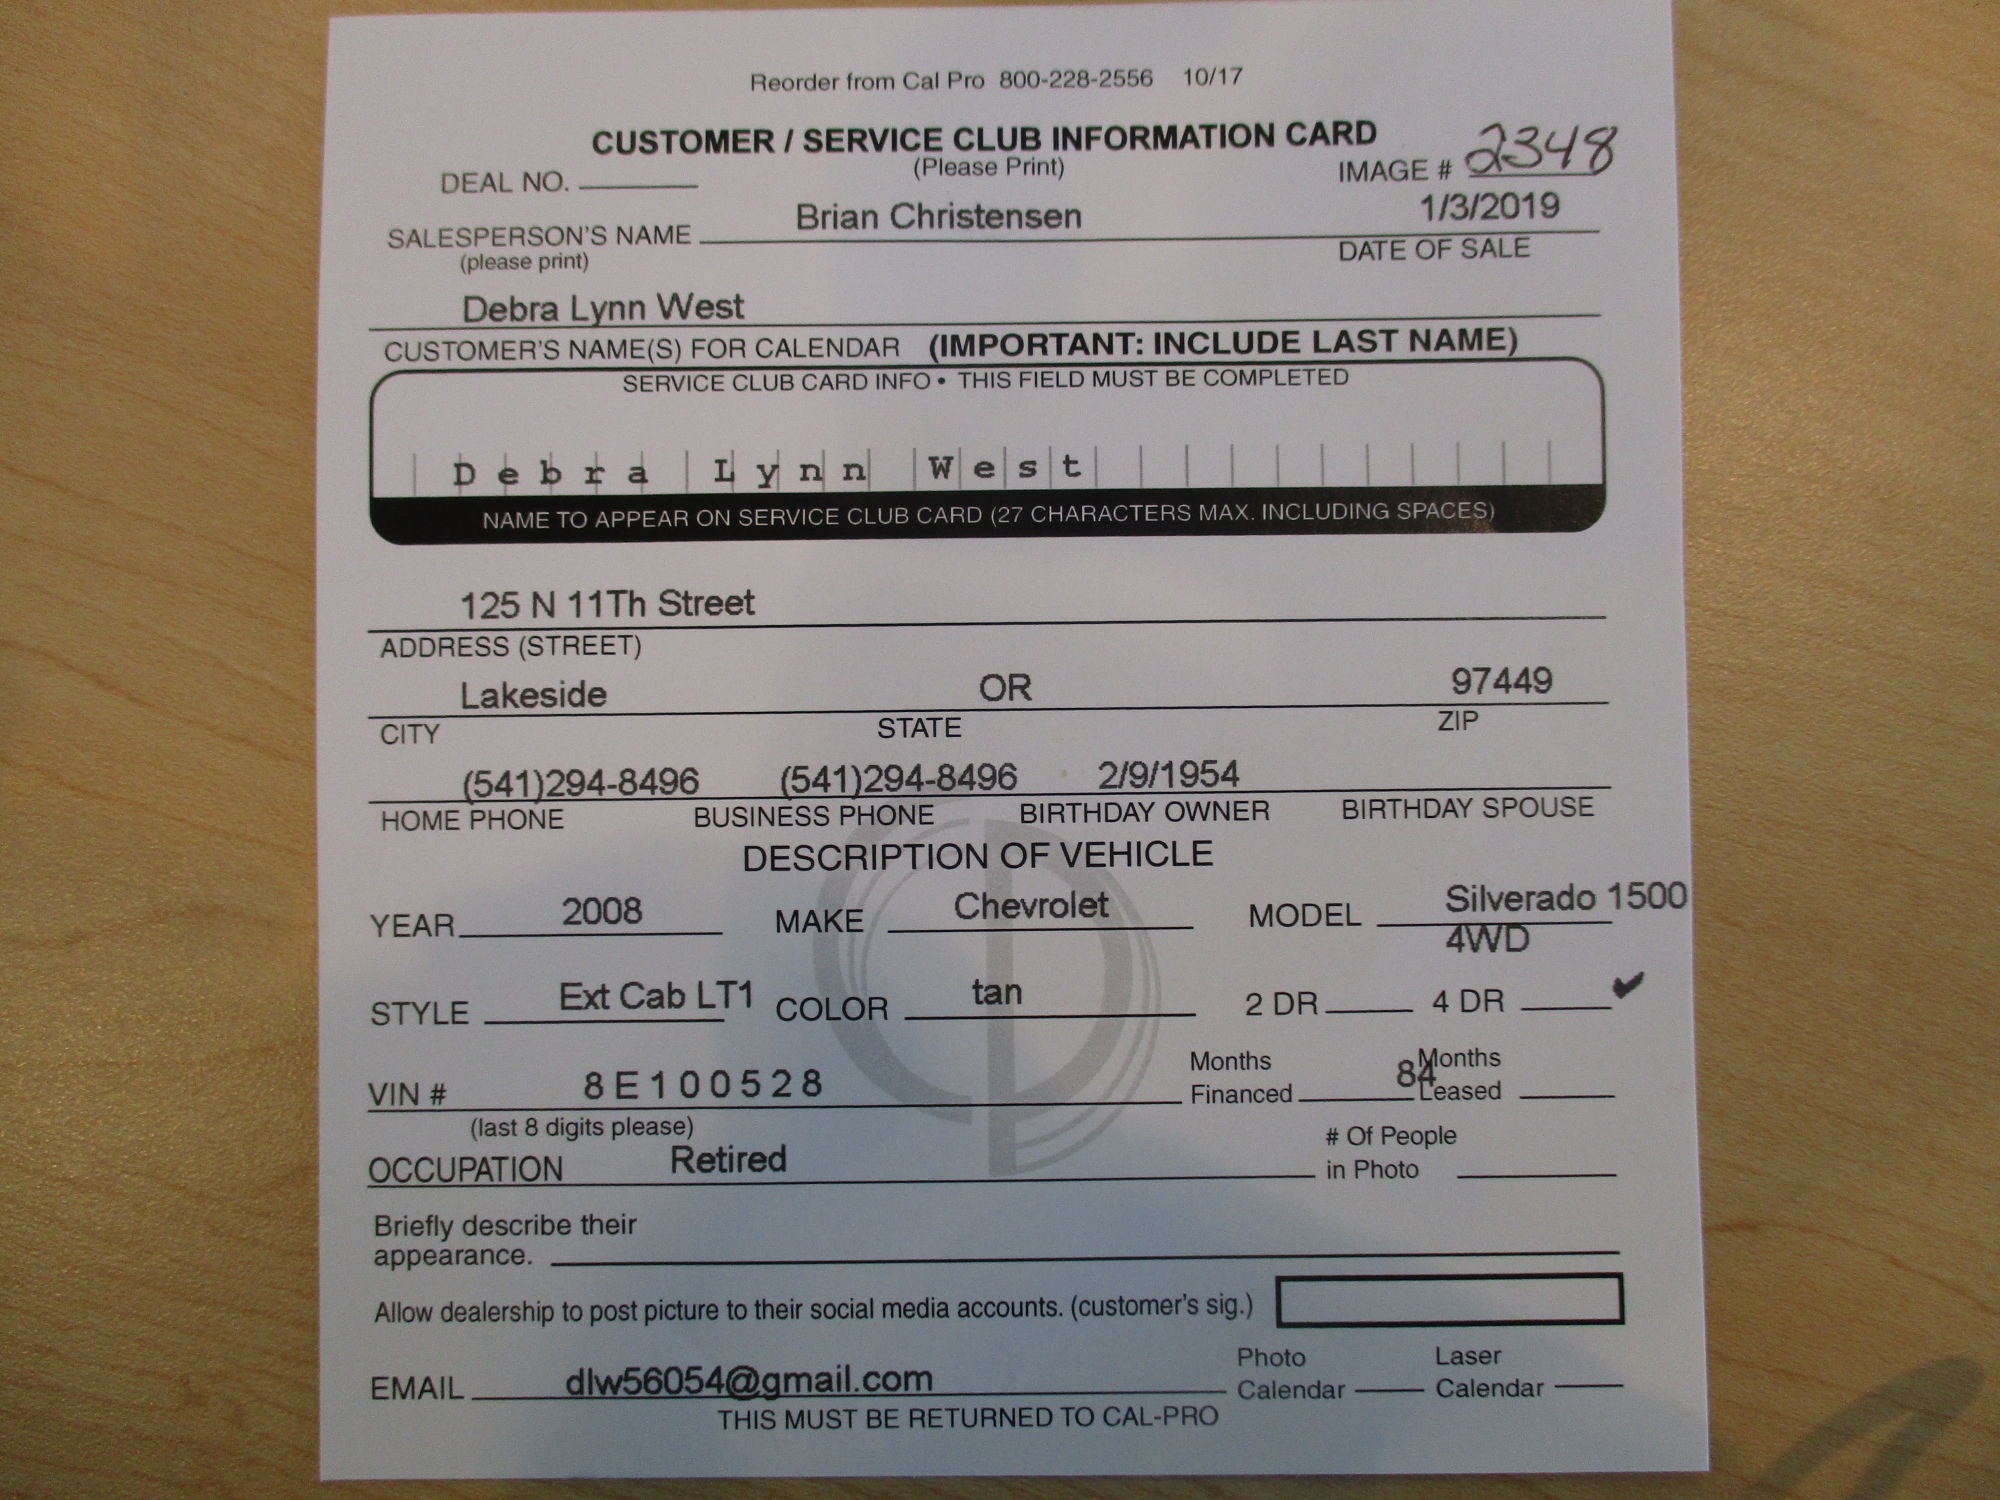 Reorder from Cal Pro 800-228-2556 10/17
CUSTOMER / SERVICE CLUB INFORMATION CARD
(Please Print)
DEAL NO. IMAGE # 2348
SALESPERSON'S NAME Brian Christensen 1/3/2019
(please print) DATE OF SALE
Debra Lynn West
CUSTOMER'S NAME(S) FOR CALENDAR (IMPORTANT: INCLUDE LAST NAME)
SERVICE CLUB CARD INFO • THIS FIELD MUST BE COMPLETED
Debra Lynn West
NAME TO APPEAR ON SERVICE CLUB CARD (27 CHARACTERS MAX. INCLUDING SPACES)
125 N 11Th Street
ADDRESS (STREET)
Lakeside OR 97449
CITY STATE ZIP
(541)294-8496 (541)294-8496 2/9/1954
HOME PHONE BUSINESS PHONE BIRTHDAY OWNER BIRTHDAY SPOUSE
DESCRIPTION OF VEHICLE
YEAR 2008 MAKE Chevrolet MODEL Silverado 1500
4WD
STYLE Ext Cab LT1 COLOR tan 2 DR 4 DR ✔
VIN # 8E100528 Months Financed 84 Months Leased
(last 8 digits please)
OCCUPATION Retired # Of People in Photo
Briefly describe their
appearance.
Allow dealership to post picture to their social media accounts. (customer's sig.)
EMAIL dlw56054@gmail.com Photo Calendar Laser Calendar
THIS MUST BE RETURNED TO CAL-PRO